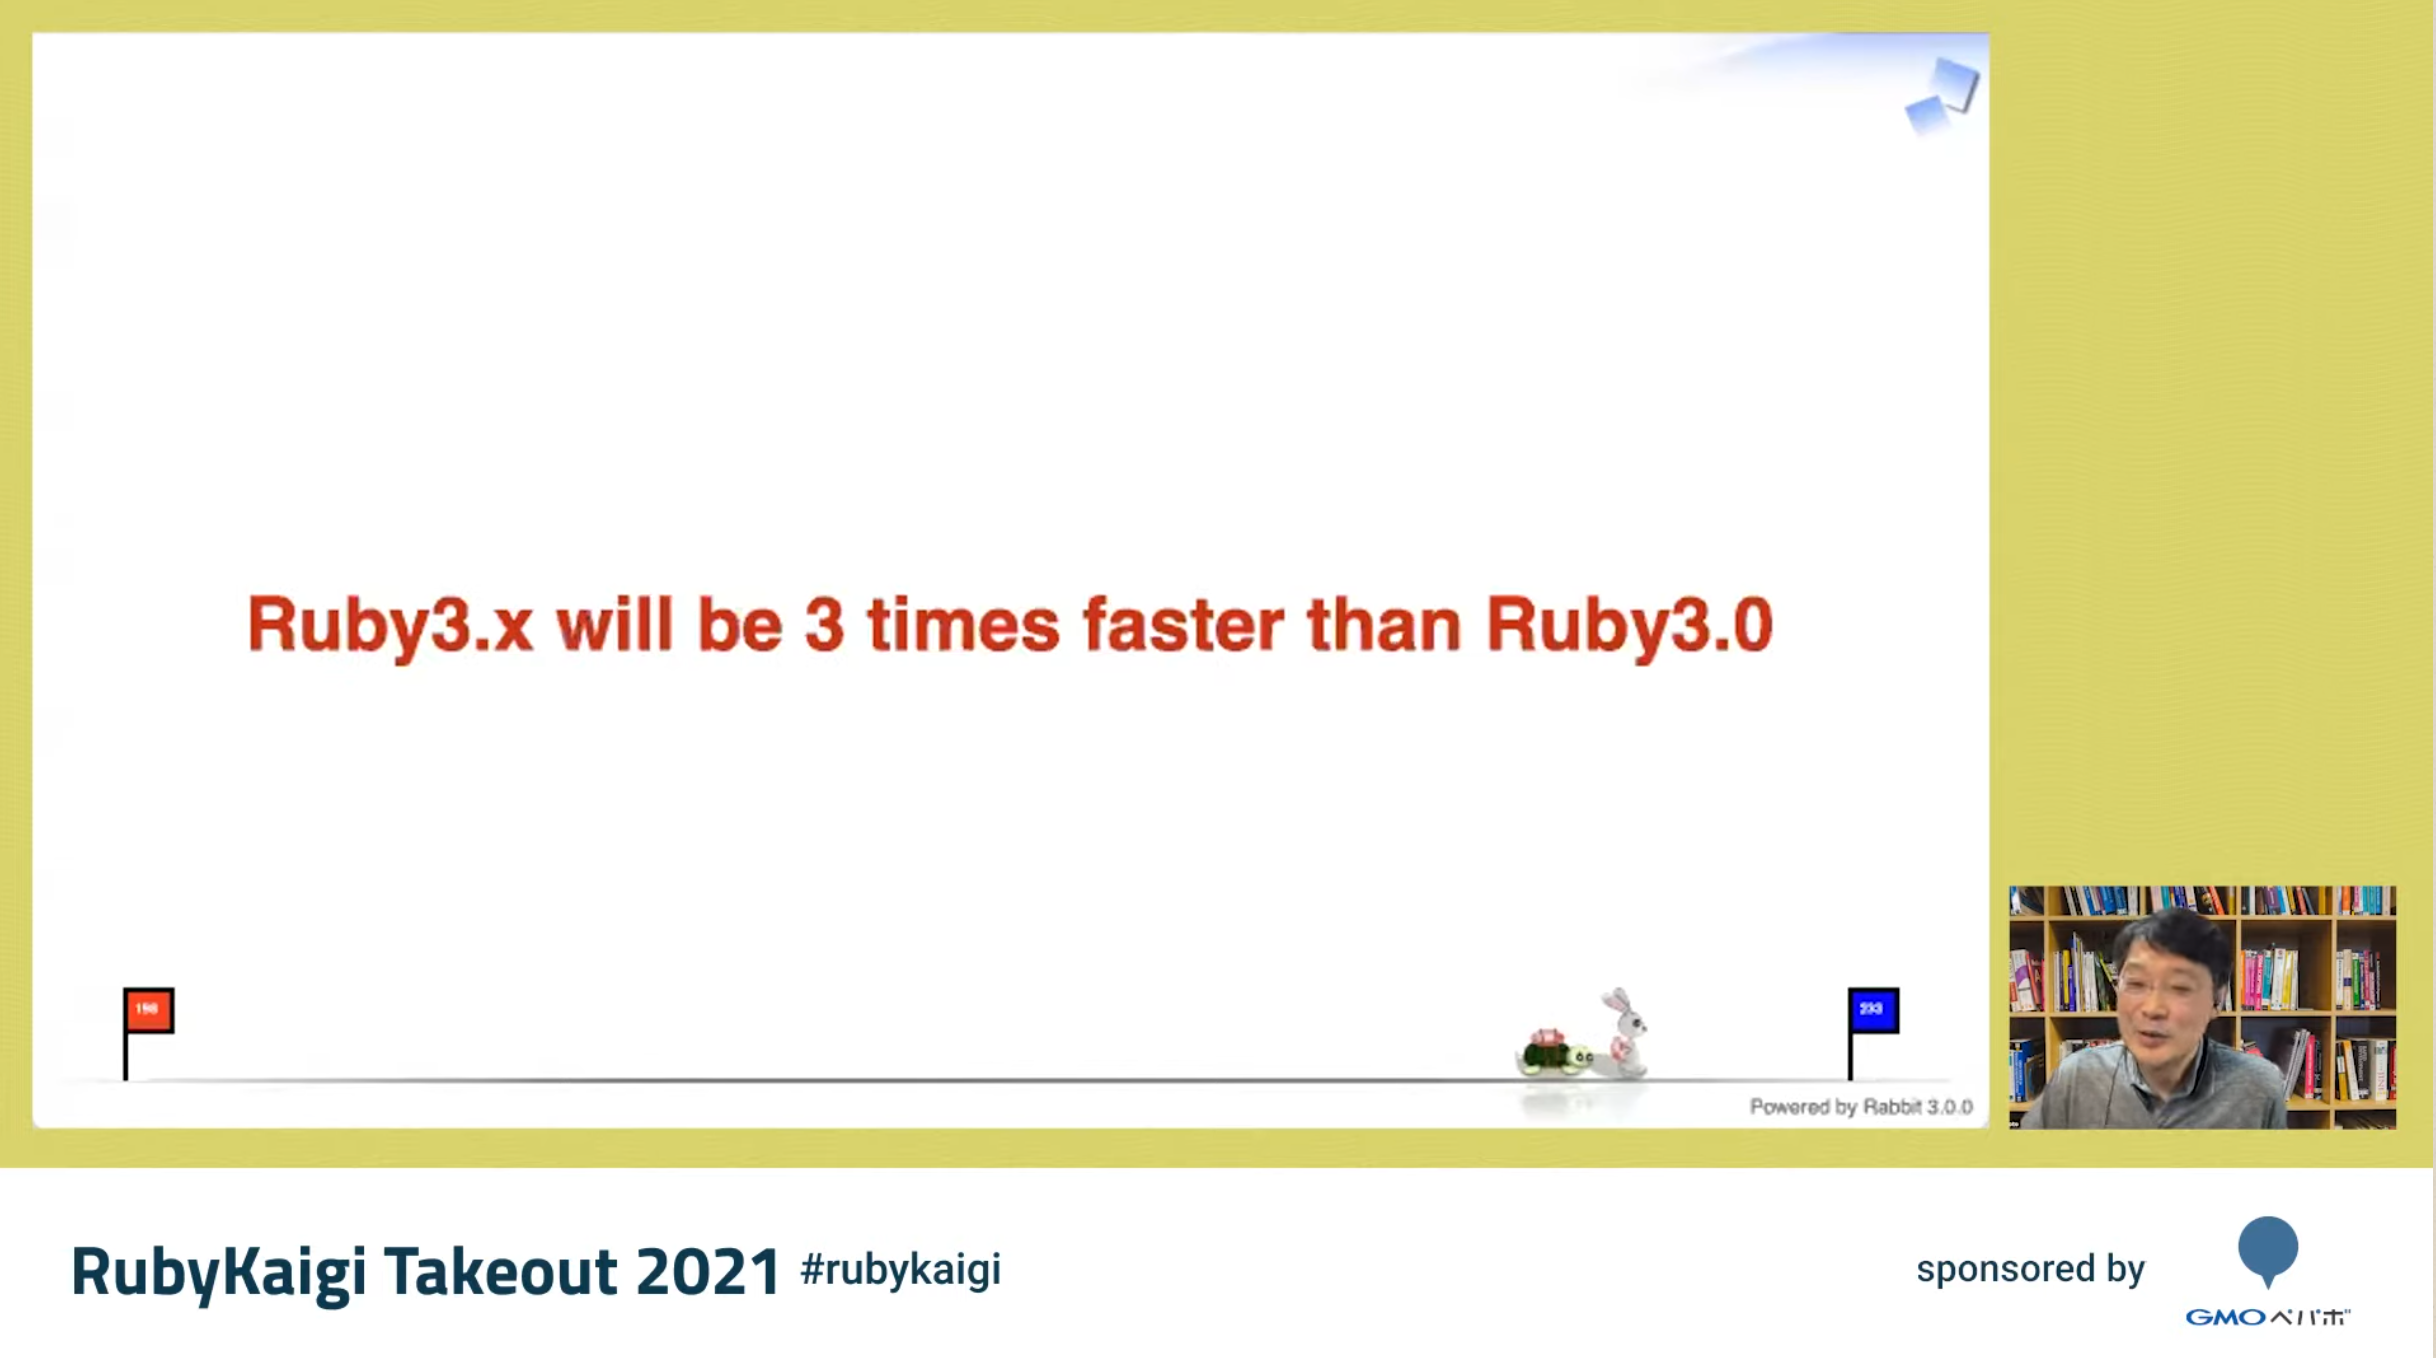 Ruby3.x will be 3 times faster than Ruby3.0
198
233
Powered by Rabbit 3.0.0
RubyKaigi Takeout 2021 #rubykaigi
sponsored by
GMOペパボ